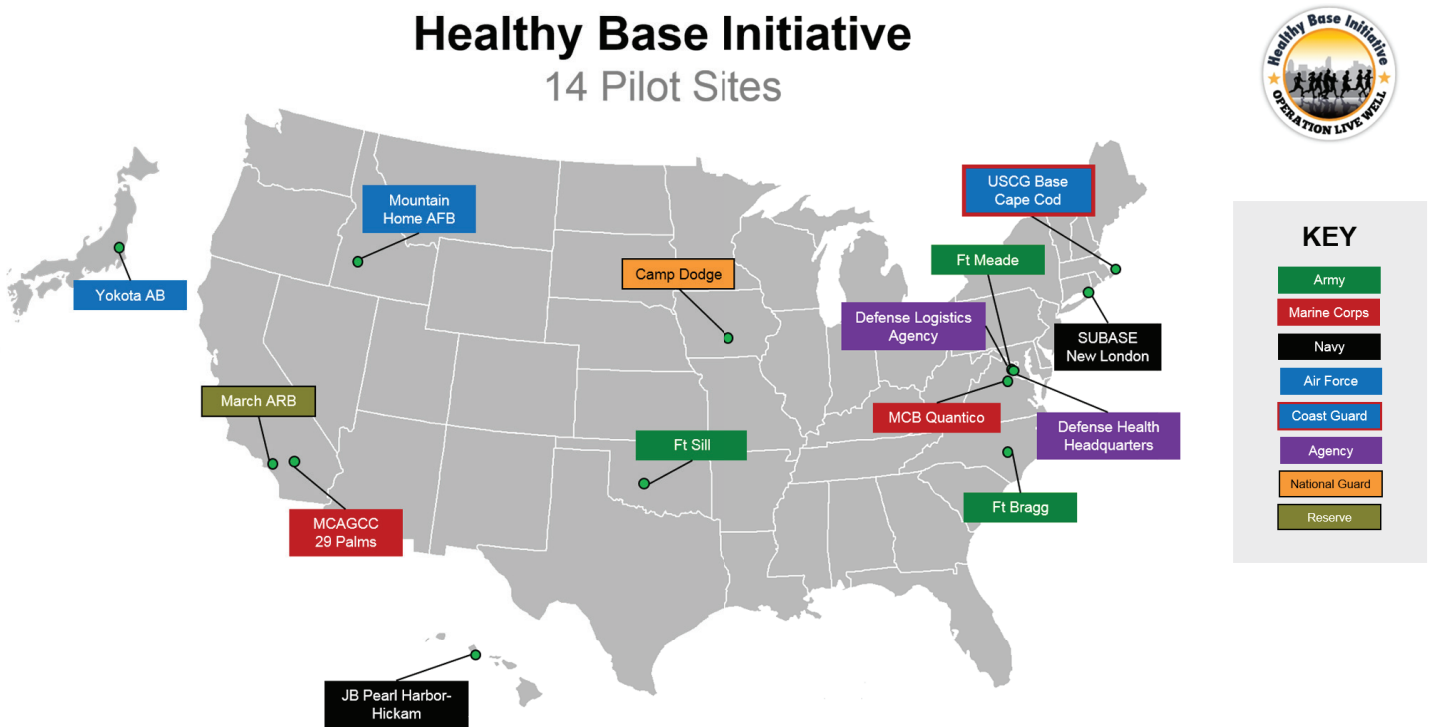 Healthy Base Initiative
14 Pilot Sites
Healthy Base Initiative
OPERATION LIVE WELL
Mountain
Home AFB
USCG Base
Cape Cod
Ft Meade
Camp Dodge
Yokota AB
Defense Logistics
Agency
SUBASE
New London
March ARB
MCB Quantico
Defense Health
Headquarters
Ft Sill
Ft Bragg
MCAGCC
29 Palms
JB Pearl Harbor-
Hickam
KEY
Army
Marine Corps
Navy
Air Force
Coast Guard
Agency
National Guard
Reserve